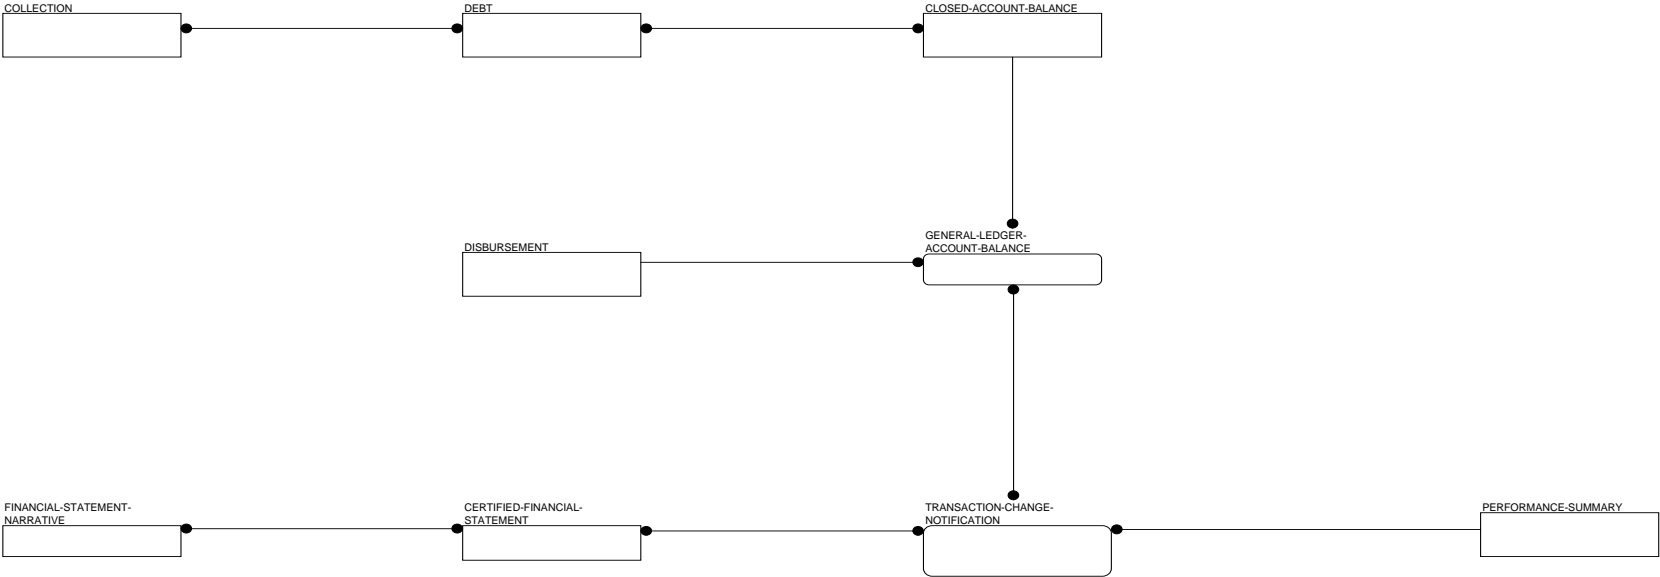 COLLECTION
DEBT
CLOSED-ACCOUNT-BALANCE
DISBURSEMENT
GENERAL-LEDGER-
ACCOUNT-BALANCE
FINANCIAL-STATEMENT-
NARRATIVE
CERTIFIED-FINANCIAL-
STATEMENT
TRANSACTION-CHANGE-
NOTIFICATION
PERFORMANCE-SUMMARY